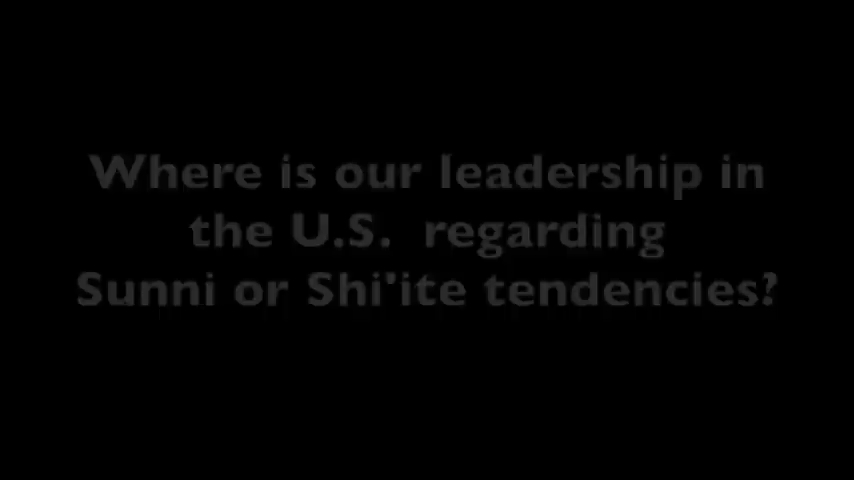 Where is our leadership in
the U.S.  regarding
Sunni or Shi'ite tendencies?